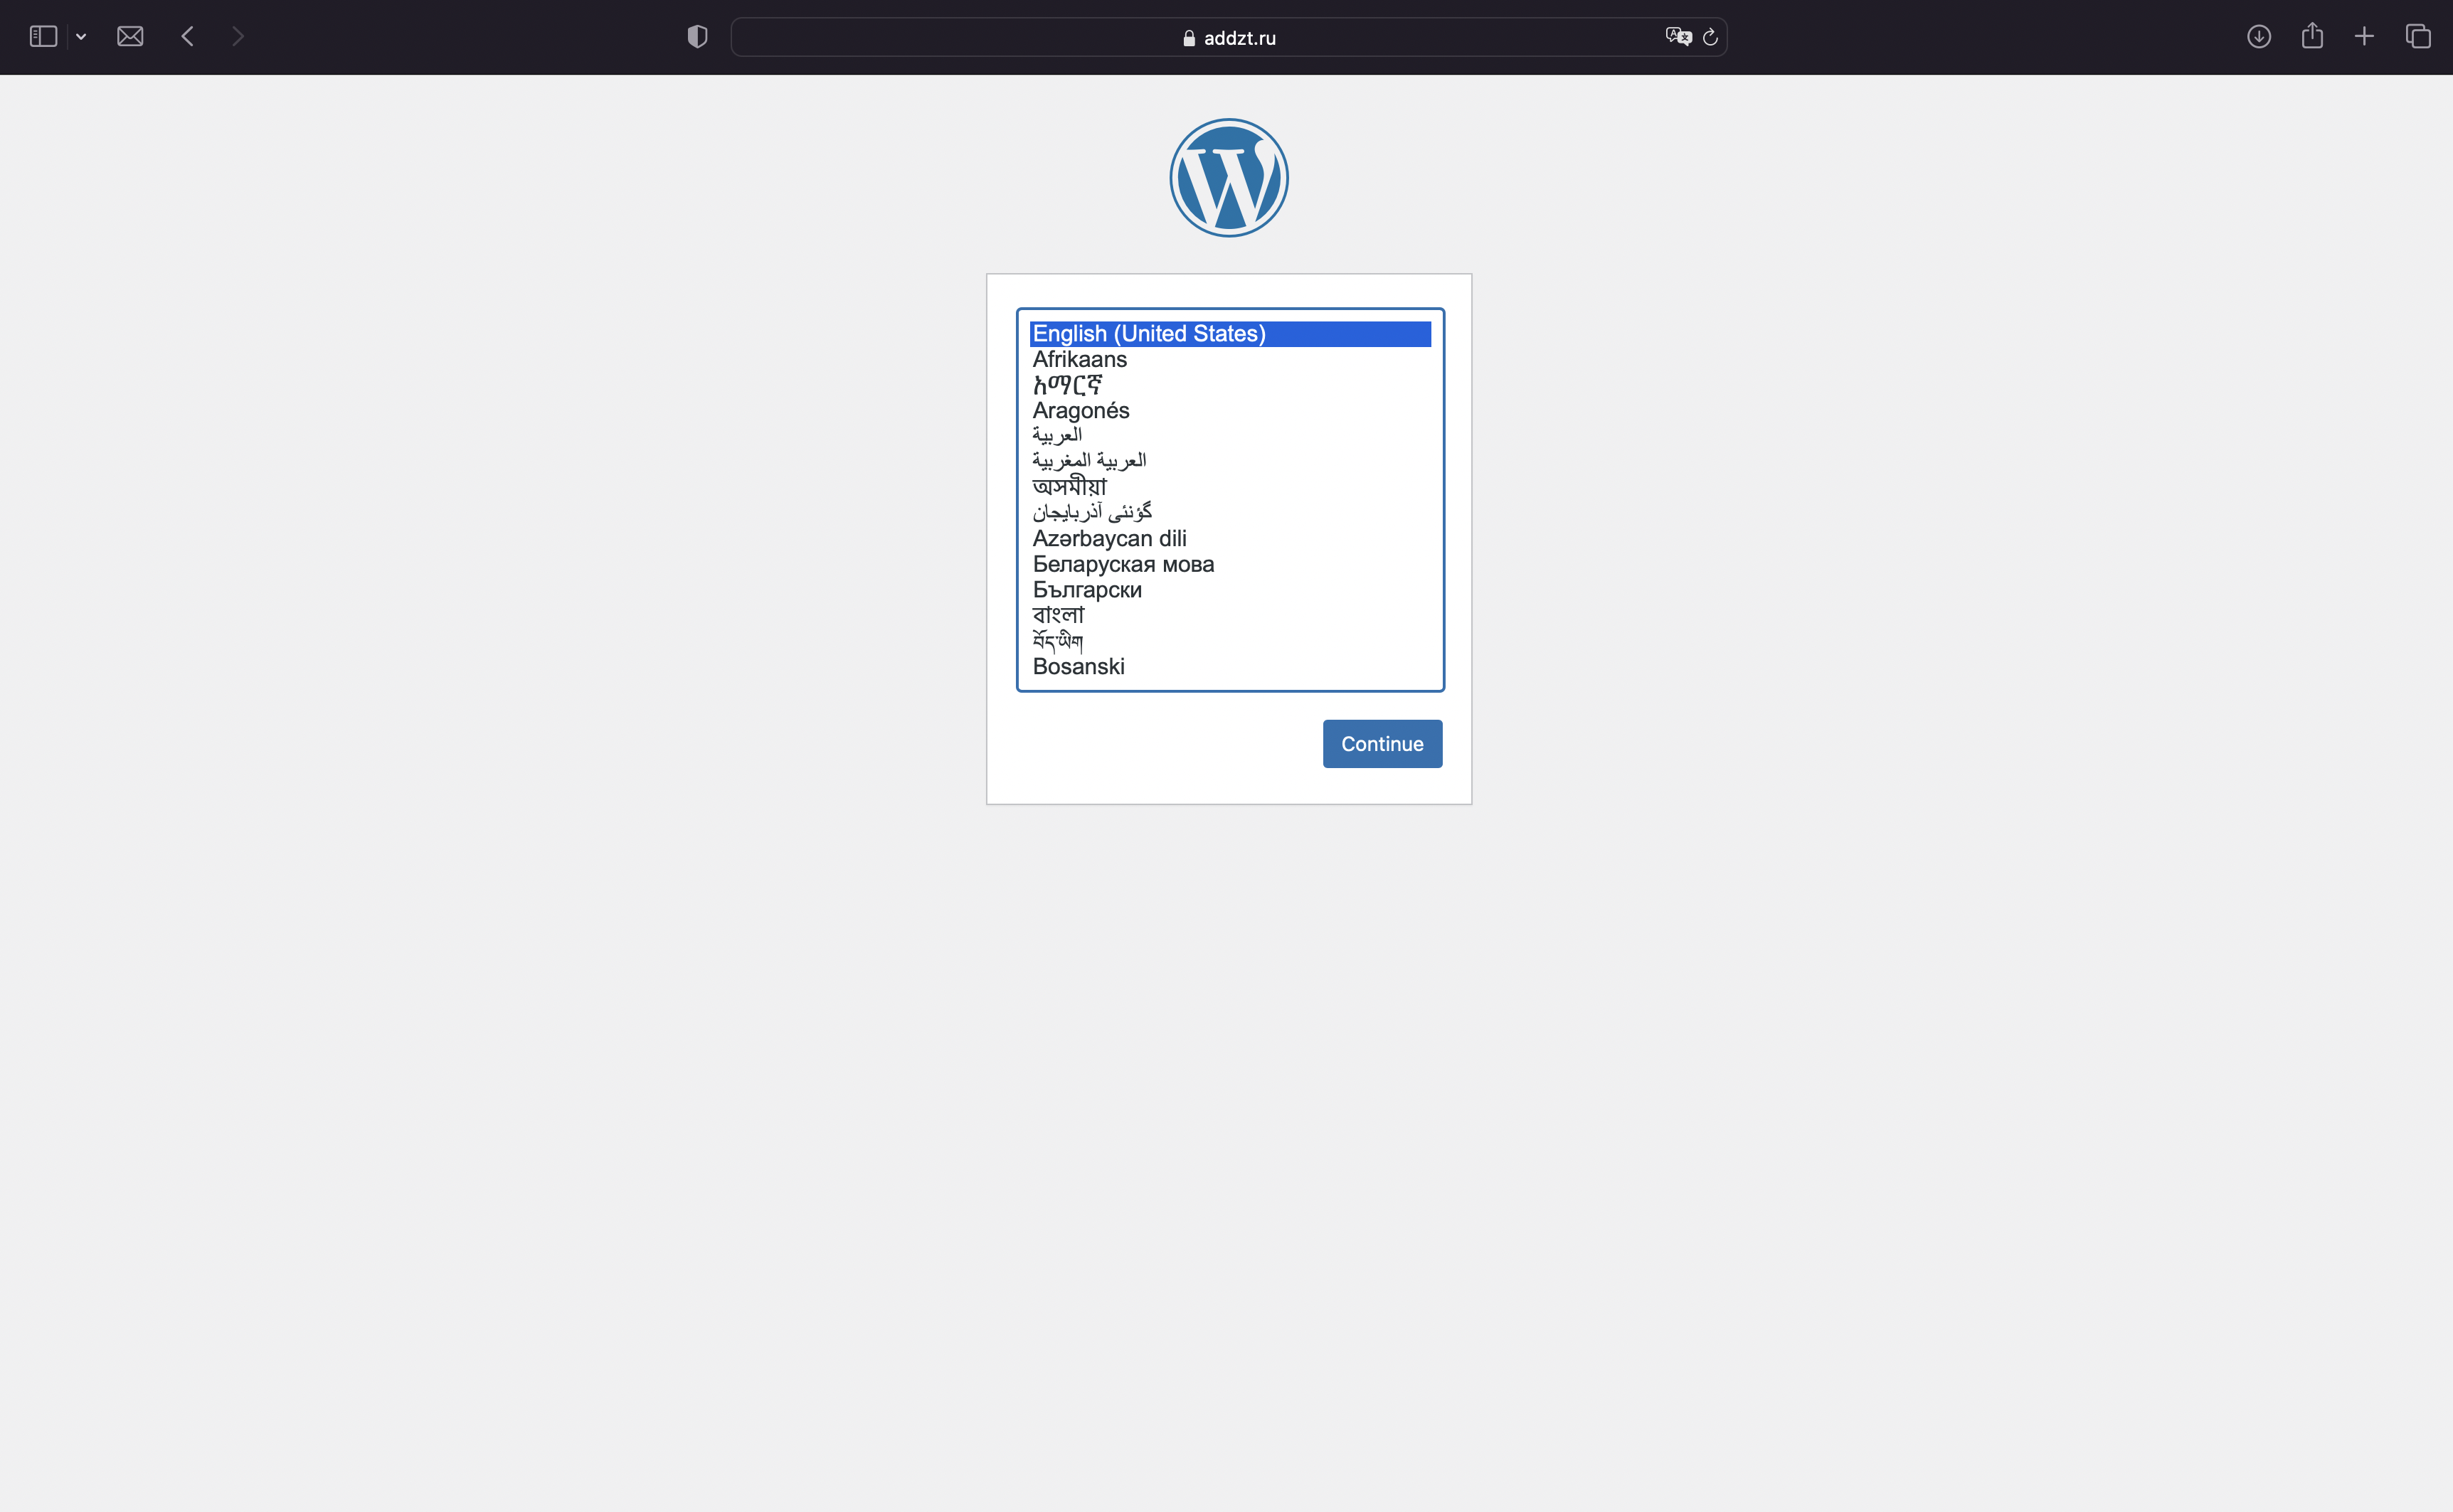 addzt.ru
English (United States)
Afrikaans
አማርኛ
Aragonés
العربية
العربية المغربية
অসমীয়া
گؤنئی آذربایجان
Azərbaycan dili
Беларуская мова
Български
বাংলা
བོད་ཡིག
Bosanski
Continue